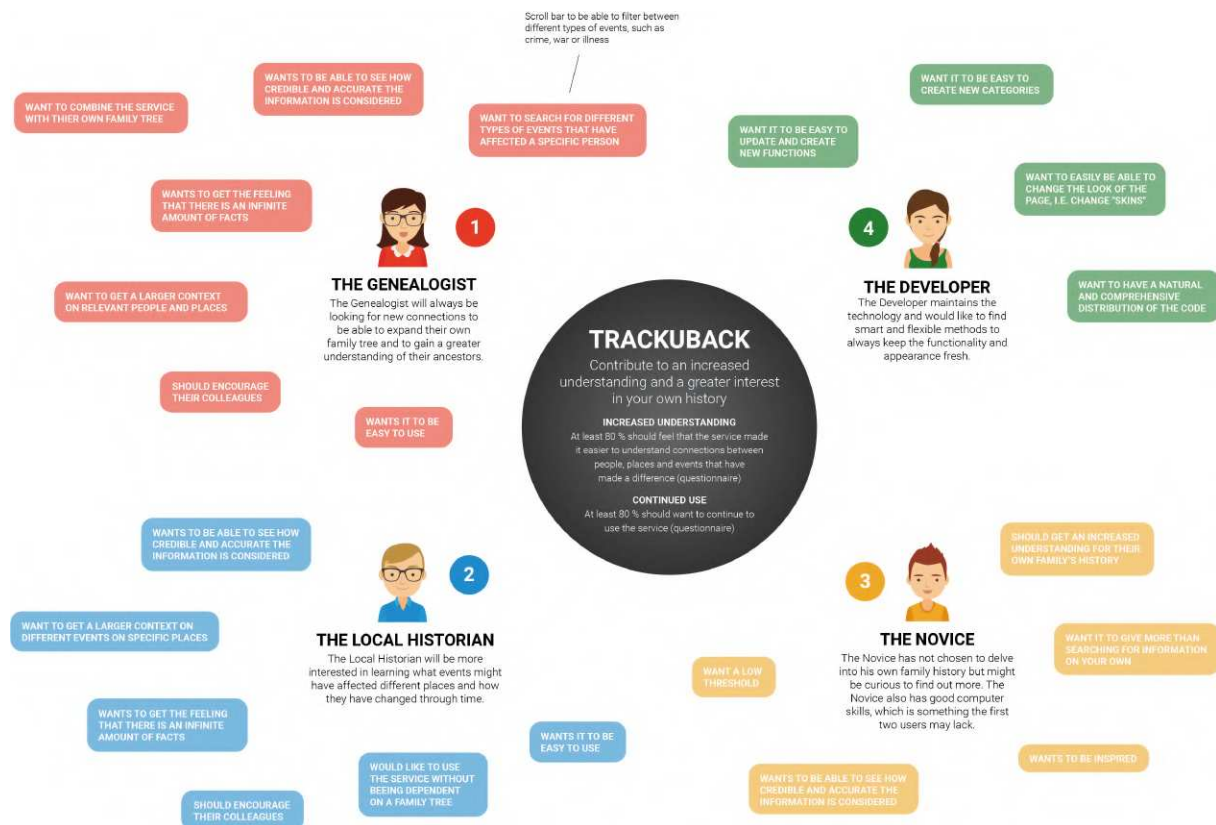 Scroll bar to be able to filter between
different types of events, such as
crime, war or illness
WANT TO COMBINE THE SERVICE
WITH THIER OWN FAMILY TREE
WANTS TO BE ABLE TO SEE HOW
CREDIBLE AND ACCURATE THE
INFORMATION IS CONSIDERED
WANT TO SEARCH FOR DIFFERENT
TYPES OF EVENTS THAT HAVE
AFFECTED A SPECIFIC PERSON
WANTS TO GET THE FEELING
THAT THERE IS AN INFINITE
AMOUNT OF FACTS
1
THE GENEALOGIST
The Genealogist will always be
looking for new connections to
be able to expand their own
family tree and to gain a greater
understanding of their ancestors.
WANT TO GET A LARGER CONTEXT
ON RELEVANT PEOPLE AND PLACES
SHOULD ENCOURAGE
THEIR COLLEAGUES
WANTS IT TO BE
EASY TO USE
WANT IT TO BE EASY TO
CREATE NEW CATEGORIES
WANT IT TO BE EASY TO
UPDATE AND CREATE
NEW FUNCTIONS
WANT TO EASILY BE ABLE TO
CHANGE THE LOOK OF THE
PAGE, I.E. CHANGE "SKINS"
4
THE DEVELOPER
The Developer maintains the
technology and would like to find
smart and flexible methods to
always keep the functionality and
appearance fresh.
WANT TO HAVE A NATURAL
AND COMPREHENSIVE
DISTRIBUTION OF THE CODE
TRACKUBACK
Contribute to an increased
understanding and a greater interest
in your own history
INCREASED UNDERSTANDING
At least 80 % should feel that the service made
it easier to understand connections between
people, places and events that have
made a difference (questionnaire)
CONTINUED USE
At least 80 % should want to continue to
use the service (questionnaire)
WANTS TO BE ABLE TO SEE HOW
CREDIBLE AND ACCURATE THE
INFORMATION IS CONSIDERED
2
THE LOCAL HISTORIAN
The Local Historian will be more
interested in learning what events might
have affected different places and how
they have changed through time.
WANT TO GET A LARGER CONTEXT ON
DIFFERENT EVENTS ON SPECIFIC PLACES
WANTS TO GET THE FEELING
THAT THERE IS AN INFINITE
AMOUNT OF FACTS
SHOULD ENCOURAGE
THEIR COLLEAGUES
WOULD LIKE TO USE
THE SERVICE WITHOUT
BEEING DEPENDENT
ON A FAMILY TREE
WANTS IT TO BE
EASY TO USE
3
THE NOVICE
The Novice has not chosen to delve
into his own family history but might
be curious to find out more. The
Novice also has good computer
skills, which is something the first
two users may lack.
SHOULD GET AN INCREASED
UNDERSTANDING FOR THEIR
OWN FAMILY'S HISTORY
WANT IT TO GIVE MORE THAN
SEARCHING FOR INFORMATION
ON YOUR OWN
WANT A LOW
THRESHOLD
WANTS TO BE INSPIRED
WANTS TO BE ABLE TO SEE HOW
CREDIBLE AND ACCURATE THE
INFORMATION IS CONSIDERED